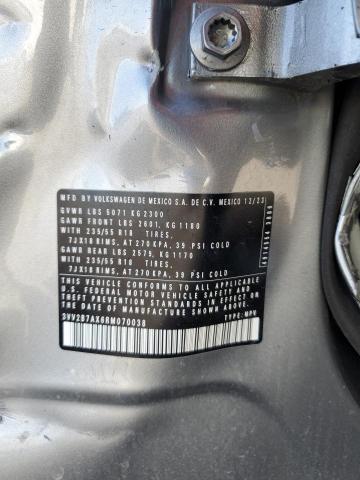 MFD BY VOLKSWAGEN DE MEXICO S.A. DE C.V. MEXICO 12/23
GVWR LBS 5071 KG 2300
GAWR FRONT LBS 2601, KG 1180
WITH 235/55 R18 TIRES,
7JX18 RIMS, AT 270 KPA, 39 PSI COLD
GAWR REAR LBS 2579, KG 1170
WITH 235/55 R18 TIRES,
7JX18 RIMS, AT 270 KPA, 39 PSI COLD
THIS VEHICLE CONFORMS TO ALL APPLICABLE
FEDERAL MOTOR VEHICLE SAFETY
STANDARDS IN EFFECT ON THE
DATE OF MANUFACTURE SHOWN ABOVE
3VV2B7AX6RM070038
TYPE: MPV